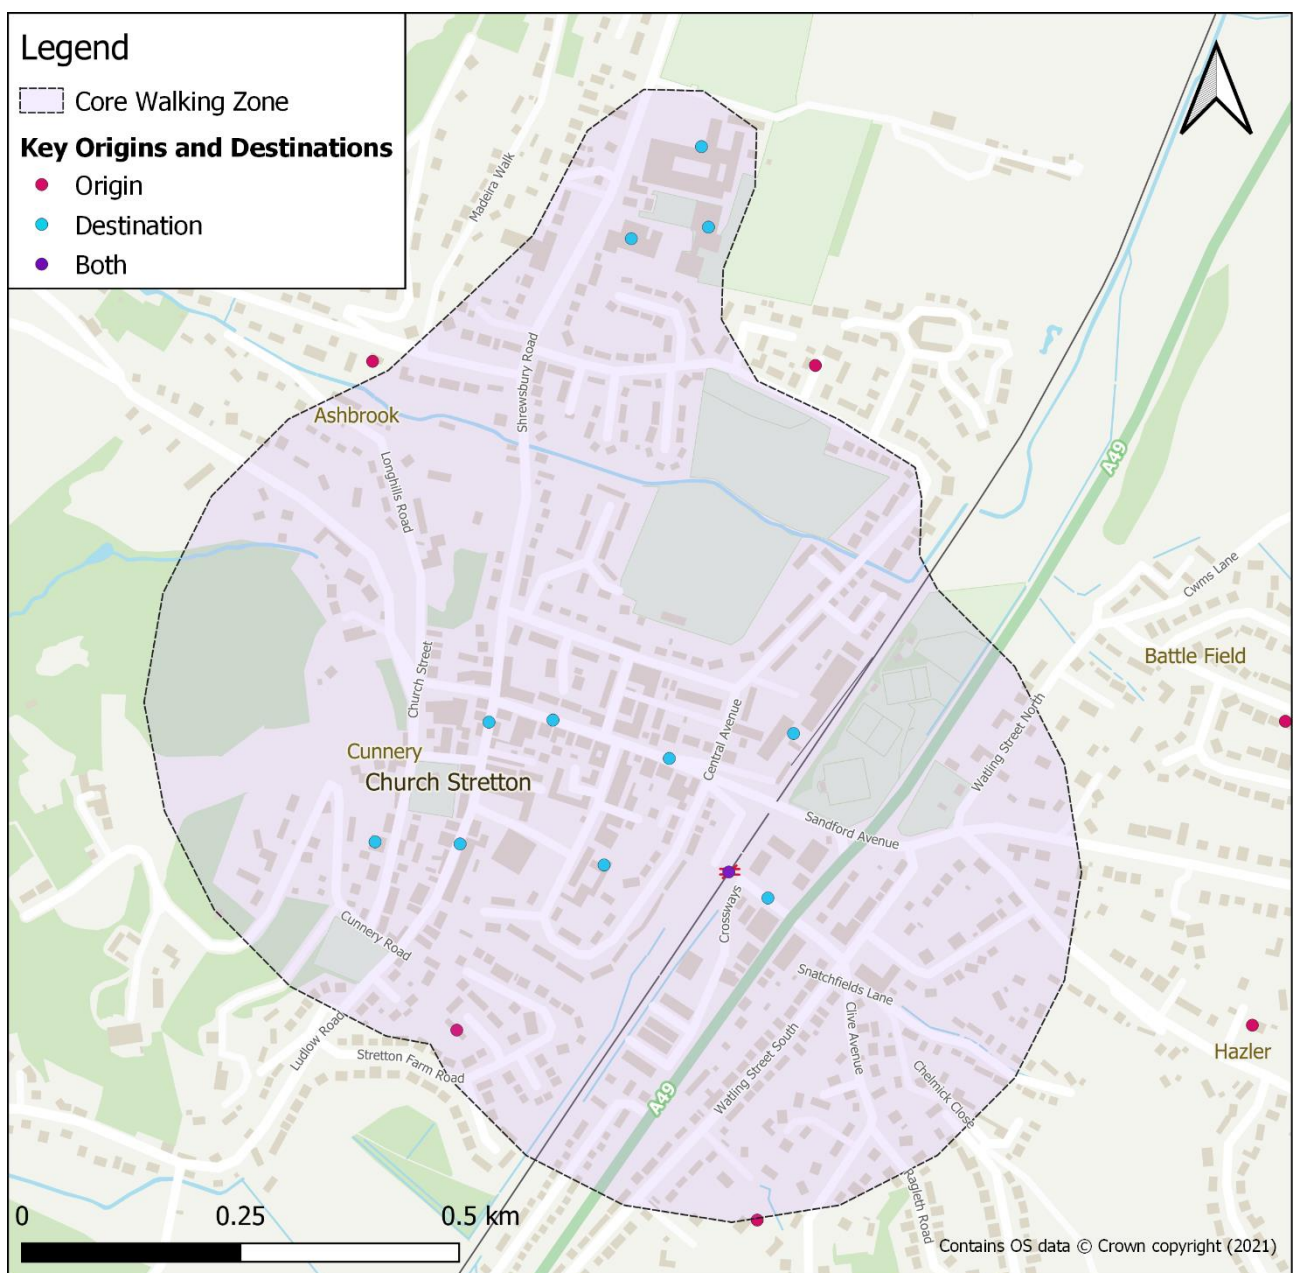 Legend
Core Walking Zone
Key Origins and Destinations
Origin
Destination
Both
Madeira Walk
Shrewsbury Road
Ashbrook
Longhills Road
A49
Cwms Lane
Battle Field
Church Street
Watling Street North
Central Avenue
Cunnery
Church Stretton
Sandford Avenue
Crossways
Cunnery Road
Snatchfields Lane
Clive Avenue
Ludlow Road
Stretton Farm Road
Watling Street South
Hazler
Chelmick Close
A49
Ragleth Road
0 0.25 0.5 km
Contains OS data © Crown copyright (2021)